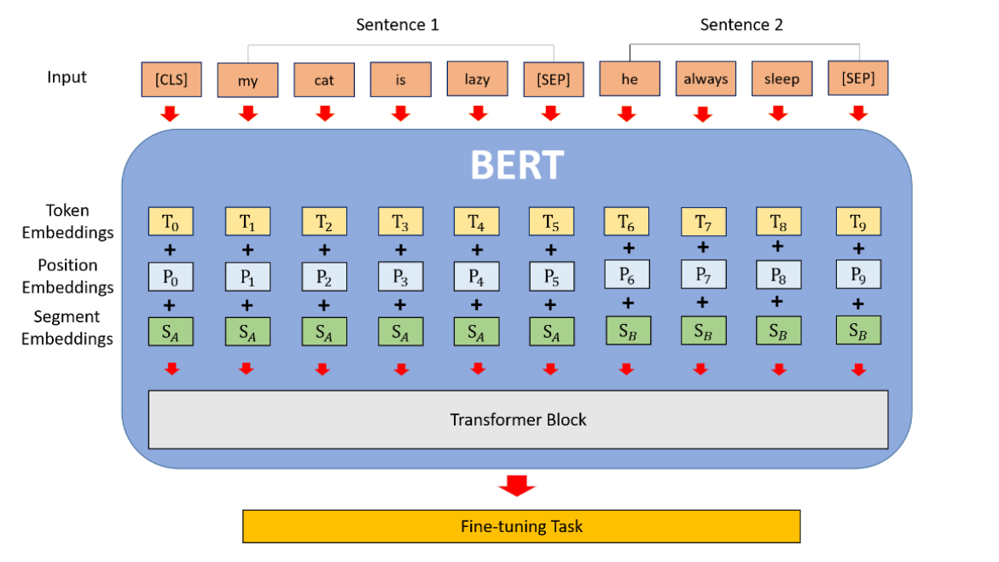 Sentence 1 Sentence 2
Input [CLS] my cat is lazy [SEP] he always sleep [SEP]
BERT
Token
Embeddings
T0 T1 T2 T3 T4 T5 T6 T7 T8 T9
+ + + + + + + + + +
Position
Embeddings
P0 P1 P2 P3 P4 P5 P6 P7 P8 P9
+ + + + + + + + + +
Segment
Embeddings
SA SA SA SA SA SA SB SB SB SB
Transformer Block
Fine-tuning Task